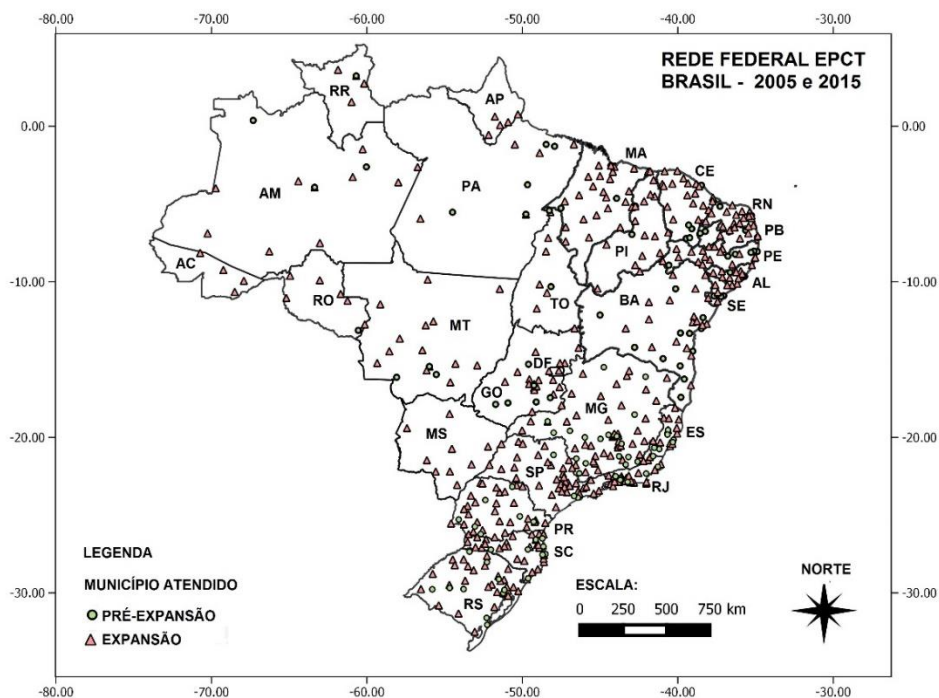 -80.00 -70.00 -60.00 -50.00 -40.00 -30.00
REDE FEDERAL EPCT
BRASIL - 2005 e 2015
RR
AP
0.00 0.00
MA
CE
AM
PA
RN
PB
PI
PE
AC
AL
-10.00 -10.00
RO
TO
BA
SE
MT
DF
GO
MG
MS
ES
-20.00 -20.00
SP
RJ
PR
SC
LEGENDA
MUNICÍPIO ATENDIDO
PRÉ-EXPANSÃO
EXPANSÃO
RS
ESCALA:
0 250 500 750 km
NORTE
-30.00 -30.00
-80.00 -70.00 -60.00 -50.00 -40.00 -30.00